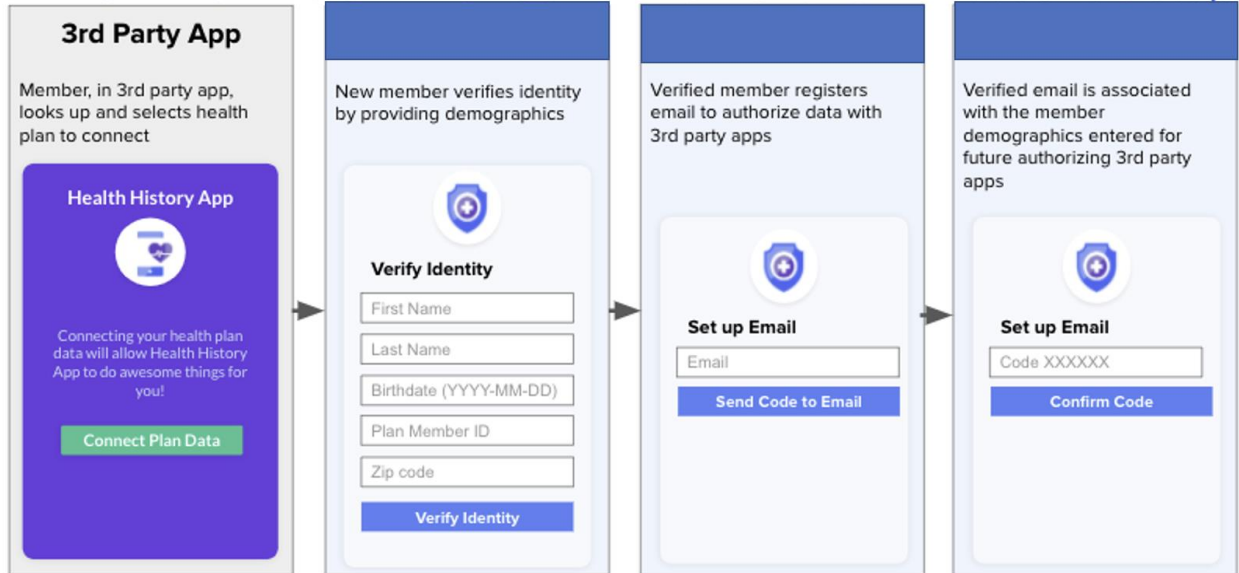 3rd Party App
Member, in 3rd party app,
looks up and selects health
plan to connect
Health History App
Connecting your health plan
data will allow Health History
App to do awesome things for
you!
Connect Plan Data
New member verifies identity
by providing demographics
Verify Identity
First Name
Last Name
Birthdate (YYYY-MM-DD)
Plan Member ID
Zip code
Verify Identity
Verified member registers
email to authorize data with
3rd party apps
Set up Email
Email
Send Code to Email
Verified email is associated
with the member
demographics entered for
future authorizing 3rd party
apps
Set up Email
Code XXXXXX
Confirm Code